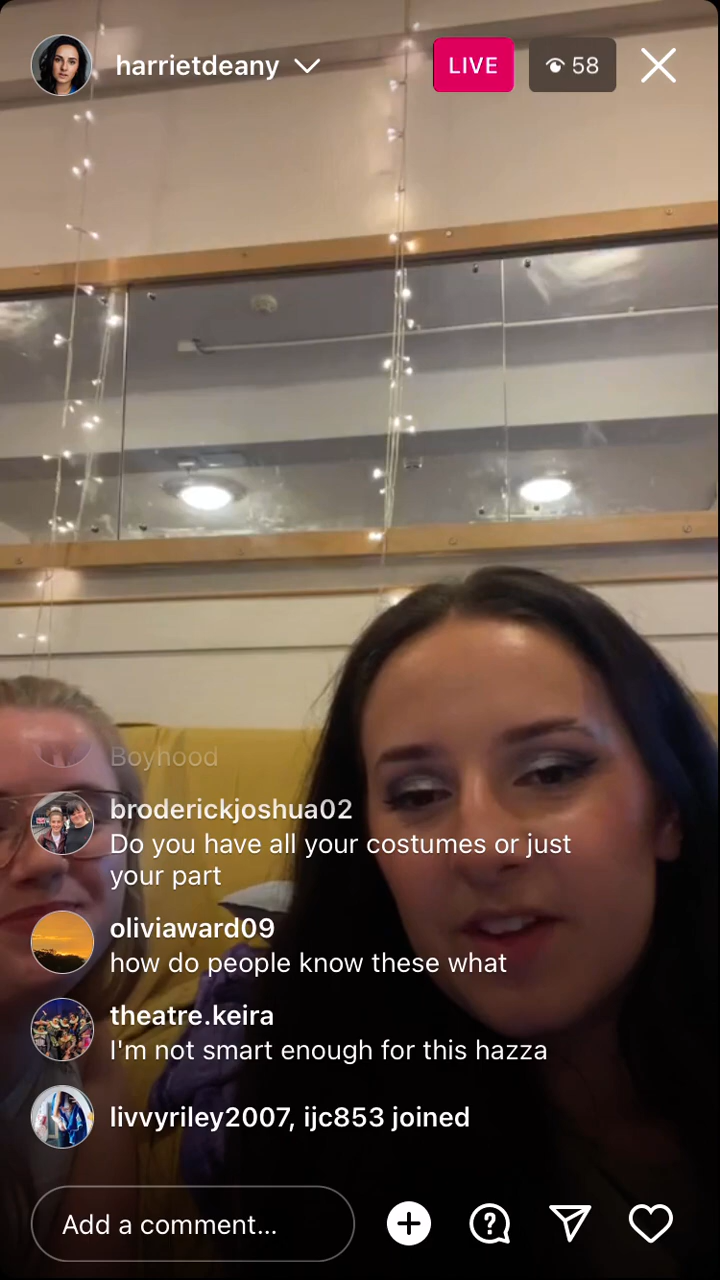 harrietdeany
LIVE
58
Boyhood
broderickjoshua02
Do you have all your costumes or just
your part
oliviaward09
how do people know these what
theatre.keira
I'm not smart enough for this hazza
livvyriley2007, ijc853 joined
Add a comment...